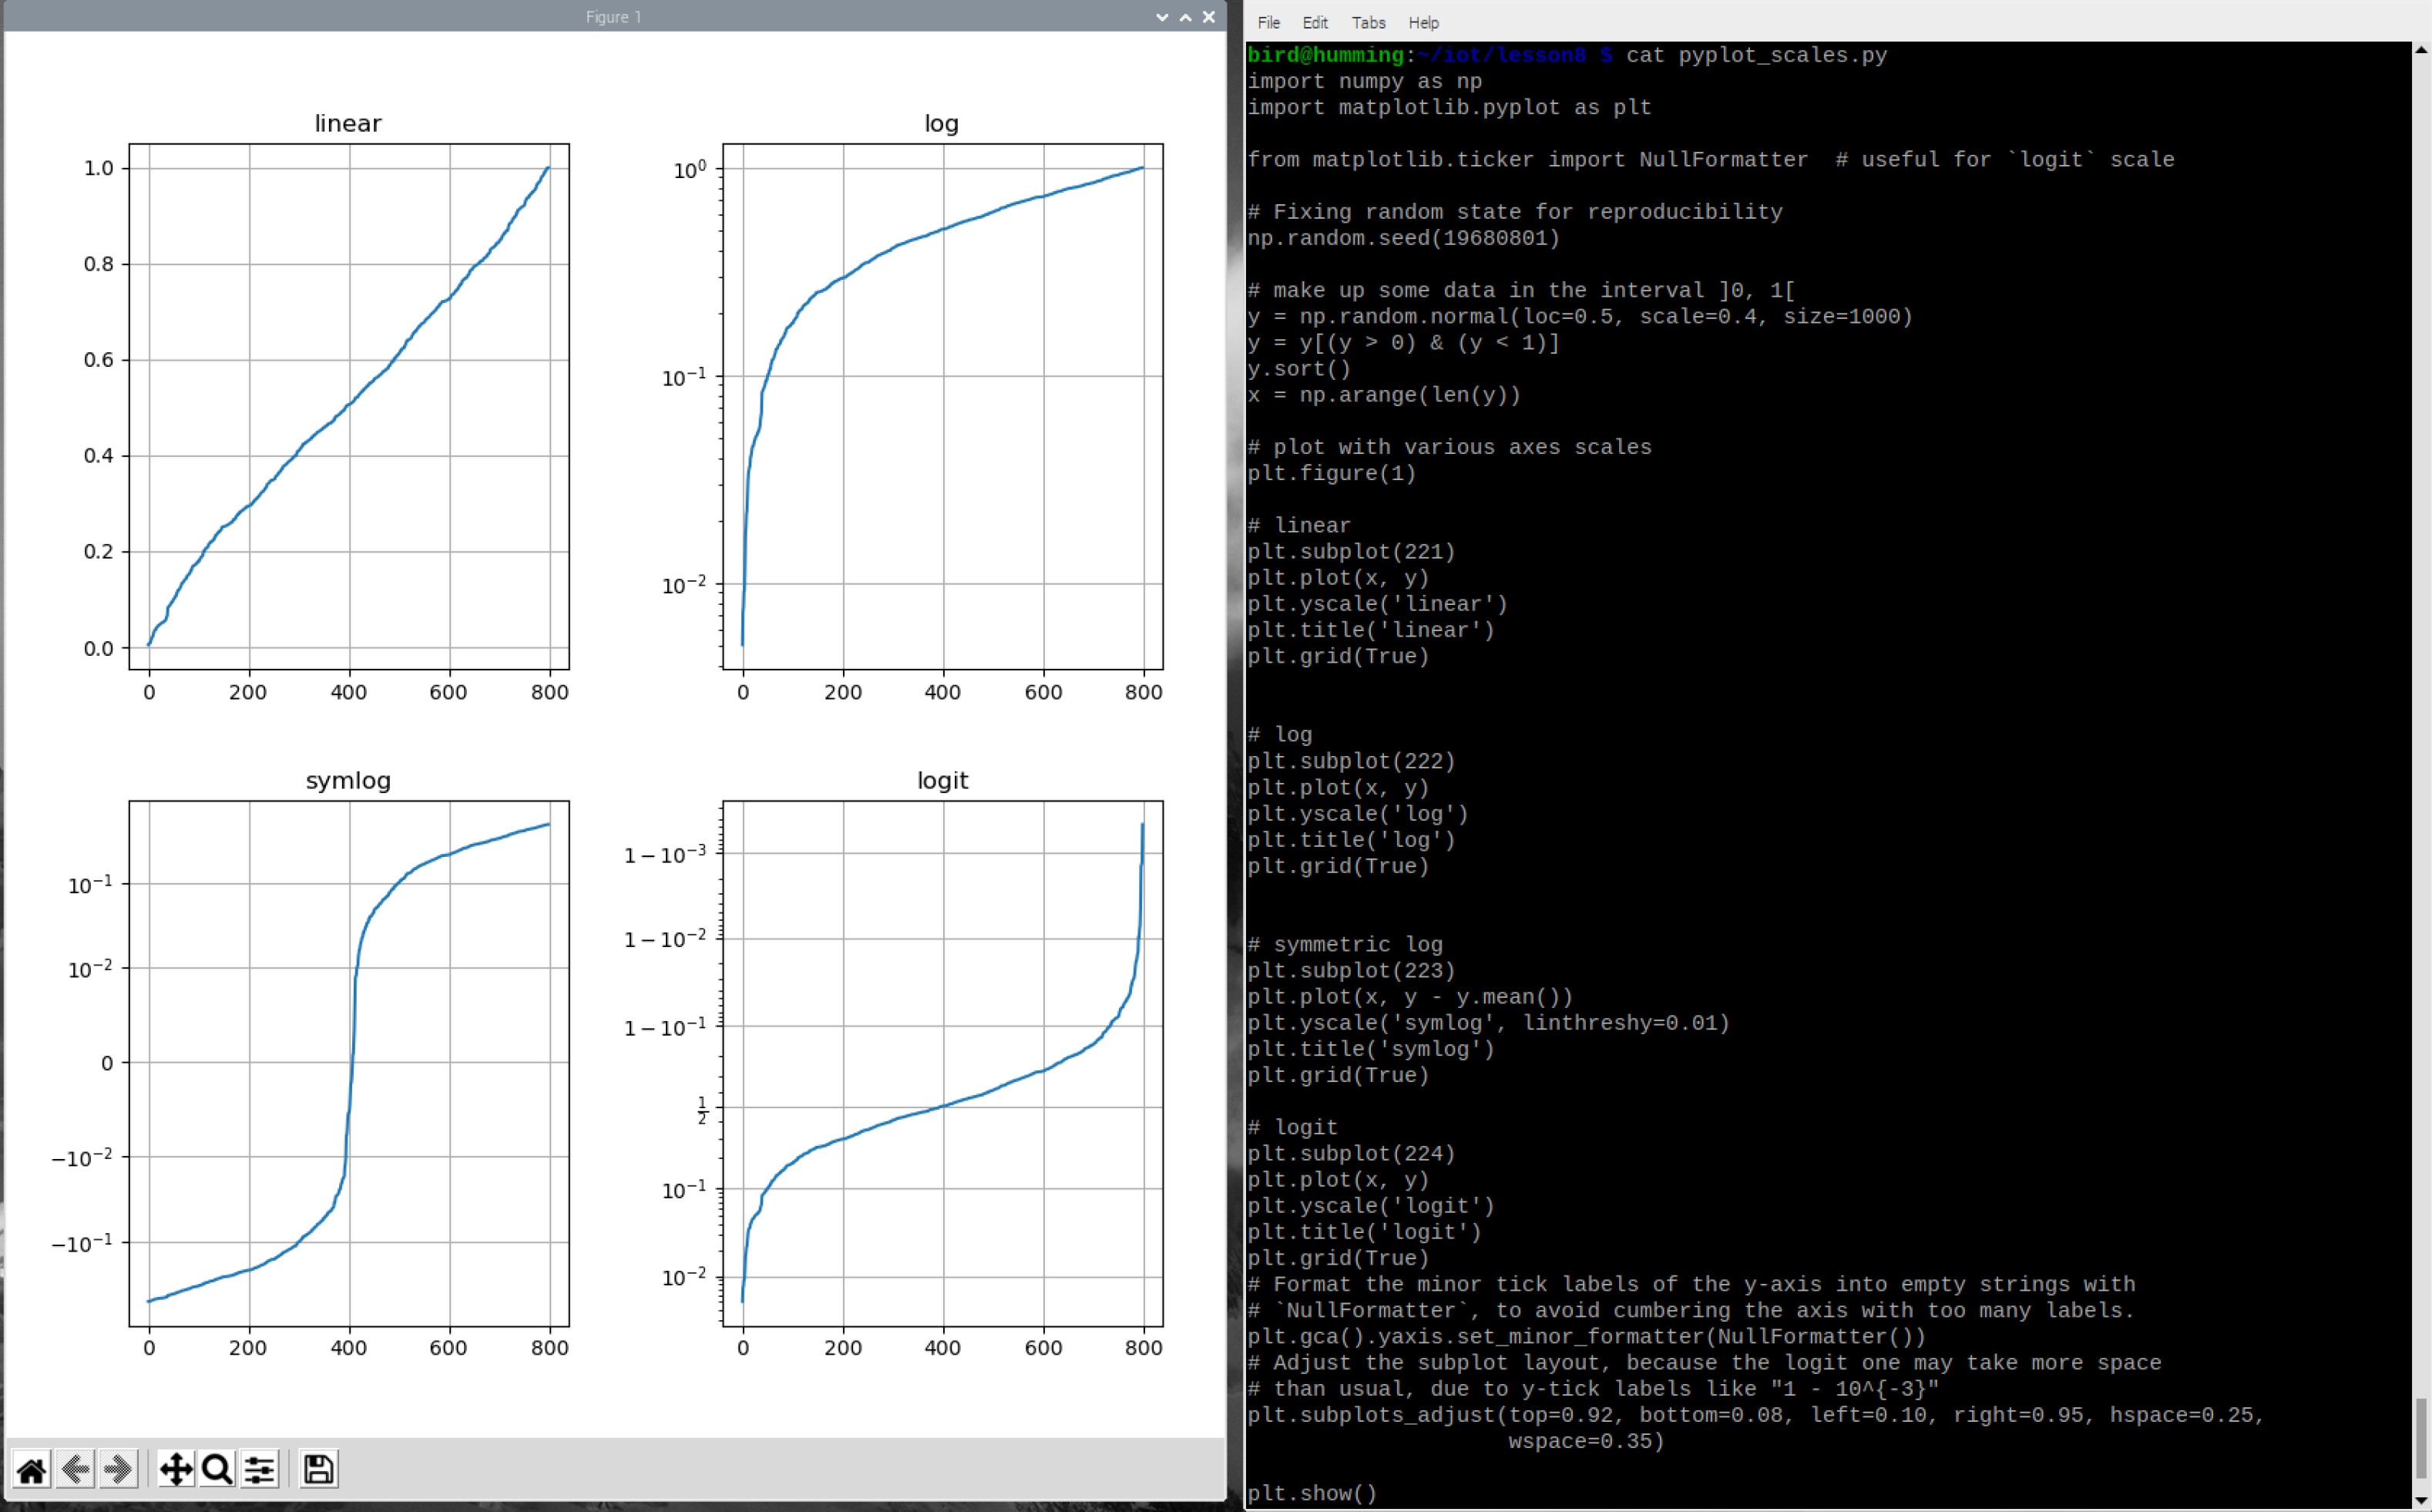 Figure 1
linear
1.0
0.8
0.6
0.4
0.2
0.0
0 200 400 600 800
log
10⁰
10⁻¹
10⁻²
0 200 400 600 800
symlog
10⁻¹
10⁻²
0
−10⁻²
−10⁻¹
0 200 400 600 800
logit
1−10⁻³
1−10⁻²
1−10⁻¹
1/2
10⁻¹
10⁻²
0 200 400 600 800
File Edit Tabs Help
bird@humming:~/iot/lesson8 $ cat pyplot_scales.py
import numpy as np
import matplotlib.pyplot as plt
from matplotlib.ticker import NullFormatter  # useful for `logit` scale
# Fixing random state for reproducibility
np.random.seed(19680801)
# make up some data in the interval ]0, 1[
y = np.random.normal(loc=0.5, scale=0.4, size=1000)
y = y[(y > 0) & (y < 1)]
y.sort()
x = np.arange(len(y))
# plot with various axes scales
plt.figure(1)
# linear
plt.subplot(221)
plt.plot(x, y)
plt.yscale('linear')
plt.title('linear')
plt.grid(True)
# log
plt.subplot(222)
plt.plot(x, y)
plt.yscale('log')
plt.title('log')
plt.grid(True)
# symmetric log
plt.subplot(223)
plt.plot(x, y - y.mean())
plt.yscale('symlog', linthreshy=0.01)
plt.title('symlog')
plt.grid(True)
# logit
plt.subplot(224)
plt.plot(x, y)
plt.yscale('logit')
plt.title('logit')
plt.grid(True)
# Format the minor tick labels of the y-axis into empty strings with
# `NullFormatter`, to avoid cumbering the axis with too many labels.
plt.gca().yaxis.set_minor_formatter(NullFormatter())
# Adjust the subplot layout, because the logit one may take more space
# than usual, due to y-tick labels like "1 - 10^{-3}"
plt.subplots_adjust(top=0.92, bottom=0.08, left=0.10, right=0.95, hspace=0.25,
                    wspace=0.35)
plt.show()